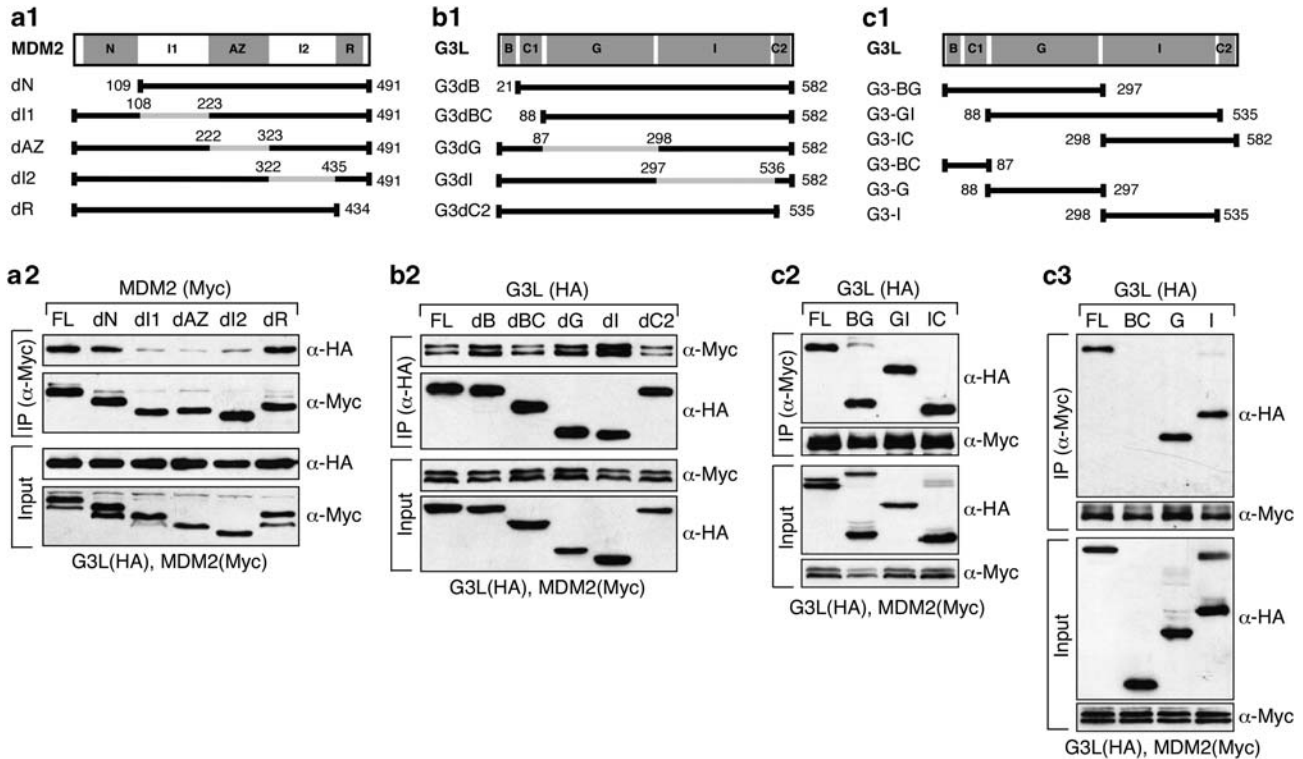 a1
MDM2 N I1 AZ I2 R
dN 109 491
dI1 108 223 491
dAZ 222 323 491
dI2 322 435 491
dR 434
b1
G3L B C1 G I C2
G3dB 21 582
G3dBC 88 582
G3dG 87 298 582
G3dI 297 536 582
G3dC2 535
c1
G3L B C1 G I C2
G3-BG 297
G3-GI 88 535
G3-IC 298 582
G3-BC 87
G3-G 88 297
G3-I 298 535
a2
MDM2 (Myc)
FL dN dI1 dAZ dI2 dR
IP (α-Myc)
α-HA
α-Myc
Input
α-HA
α-Myc
G3L(HA), MDM2(Myc)
b2
G3L (HA)
FL dB dBC dG dI dC2
IP (α-HA)
α-Myc
α-HA
Input
α-Myc
α-HA
G3L(HA), MDM2(Myc)
c2
G3L (HA)
FL BG GI IC
IP (α-Myc)
α-HA
α-Myc
Input
α-HA
α-Myc
G3L(HA), MDM2(Myc)
c3
G3L (HA)
FL BC G I
IP (α-Myc)
α-HA
α-Myc
Input
α-HA
α-Myc
G3L(HA), MDM2(Myc)